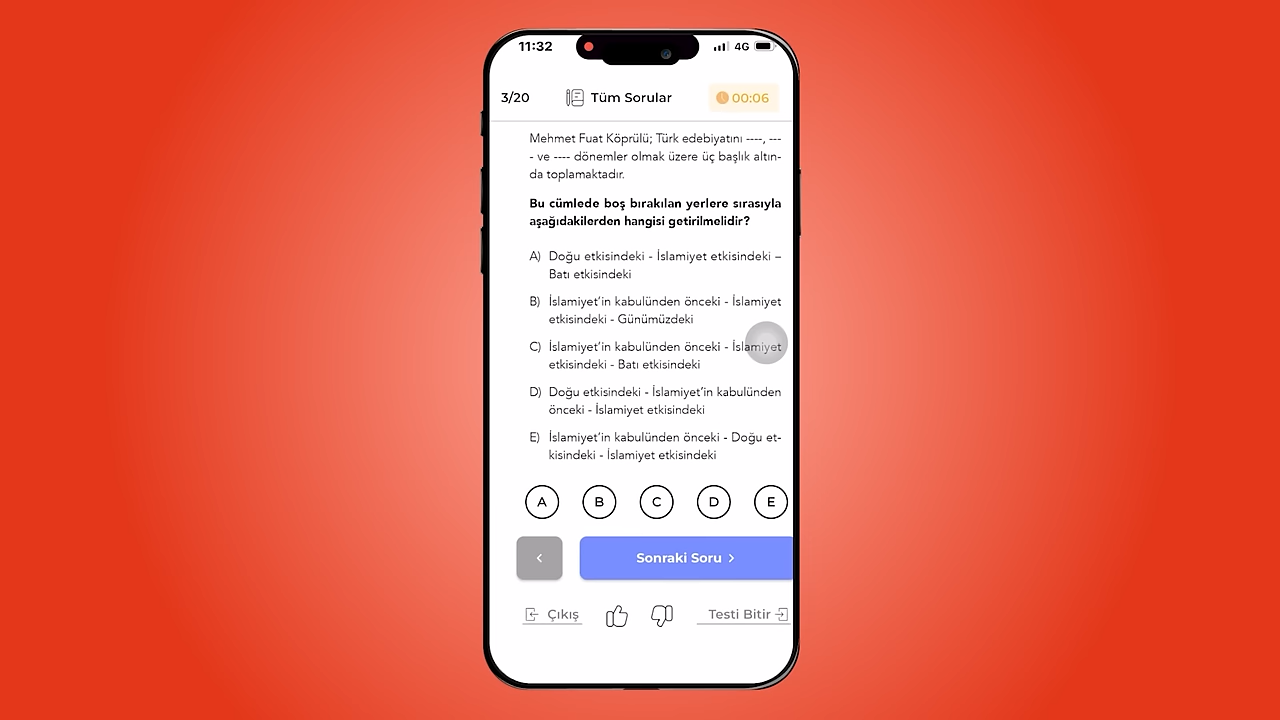 11:32
4G
3/20
Tüm Sorular
00:06
Mehmet Fuat Köprülü; Türk edebiyatını ----, ---
- ve ---- dönemler olmak üzere üç başlık altın-
da toplamaktadır.
Bu cümlede boş bırakılan yerlere sırasıyla
aşağıdakilerden hangisi getirilmelidir?
A) Doğu etkisindeki - İslamiyet etkisindeki –
Batı etkisindeki
B) İslamiyet’in kabulünden önceki - İslamiyet
etkisindeki - Günümüzdeki
C) İslamiyet’in kabulünden önceki - İslamiyet
etkisindeki - Batı etkisindeki
D) Doğu etkisindeki - İslamiyet’in kabulünden
önceki - İslamiyet etkisindeki
E) İslamiyet’in kabulünden önceki - Doğu et-
kisindeki - İslamiyet etkisindeki
A B C D E
Sonraki Soru
Çıkış
Testi Bitir